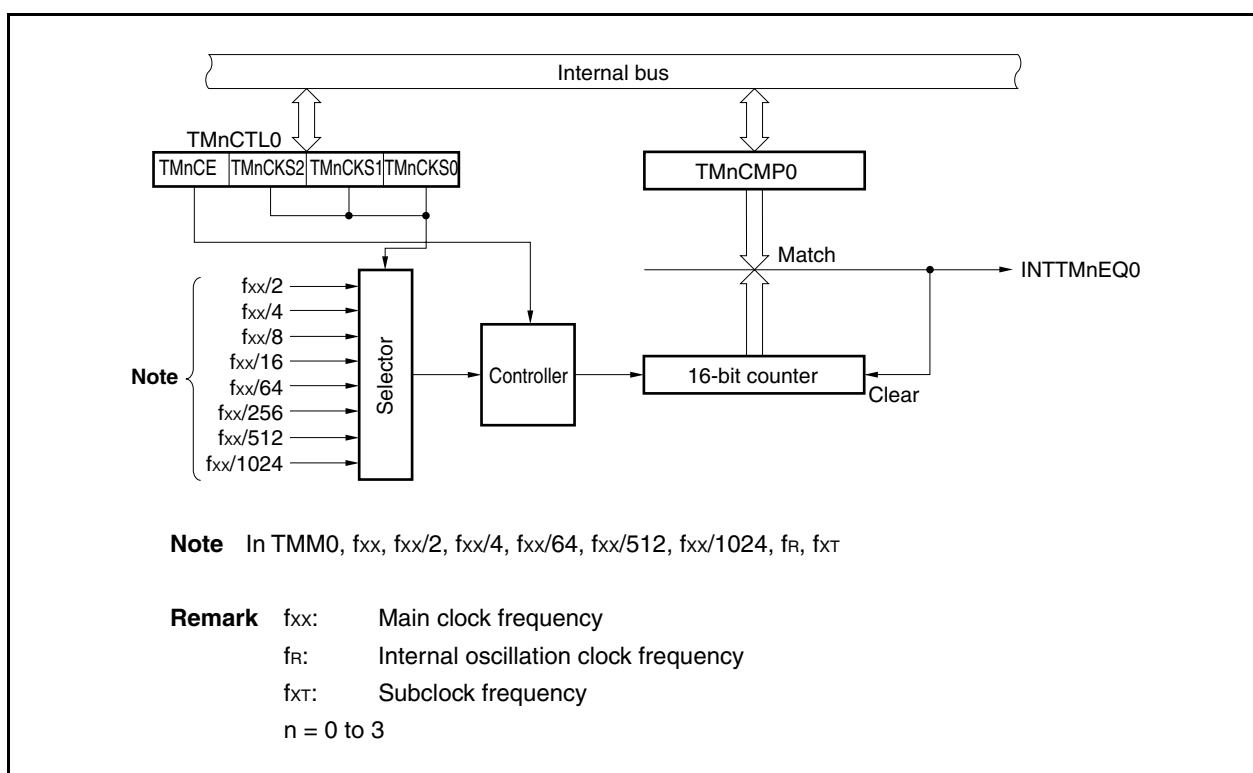 Internal bus
TMnCTL0
TMnCE TMnCKS2 TMnCKS1 TMnCKS0
TMnCMP0
Match
INTTMnEQ0
fxx/2
fxx/4
fxx/8
fxx/16
fxx/64
fxx/256
fxx/512
fxx/1024
Note
Selector
Controller
16-bit counter
Clear
Note In TMM0, fxx, fxx/2, fxx/4, fxx/64, fxx/512, fxx/1024, fR, fXT
Remark fxx: Main clock frequency
fR: Internal oscillation clock frequency
fXT: Subclock frequency
n = 0 to 3